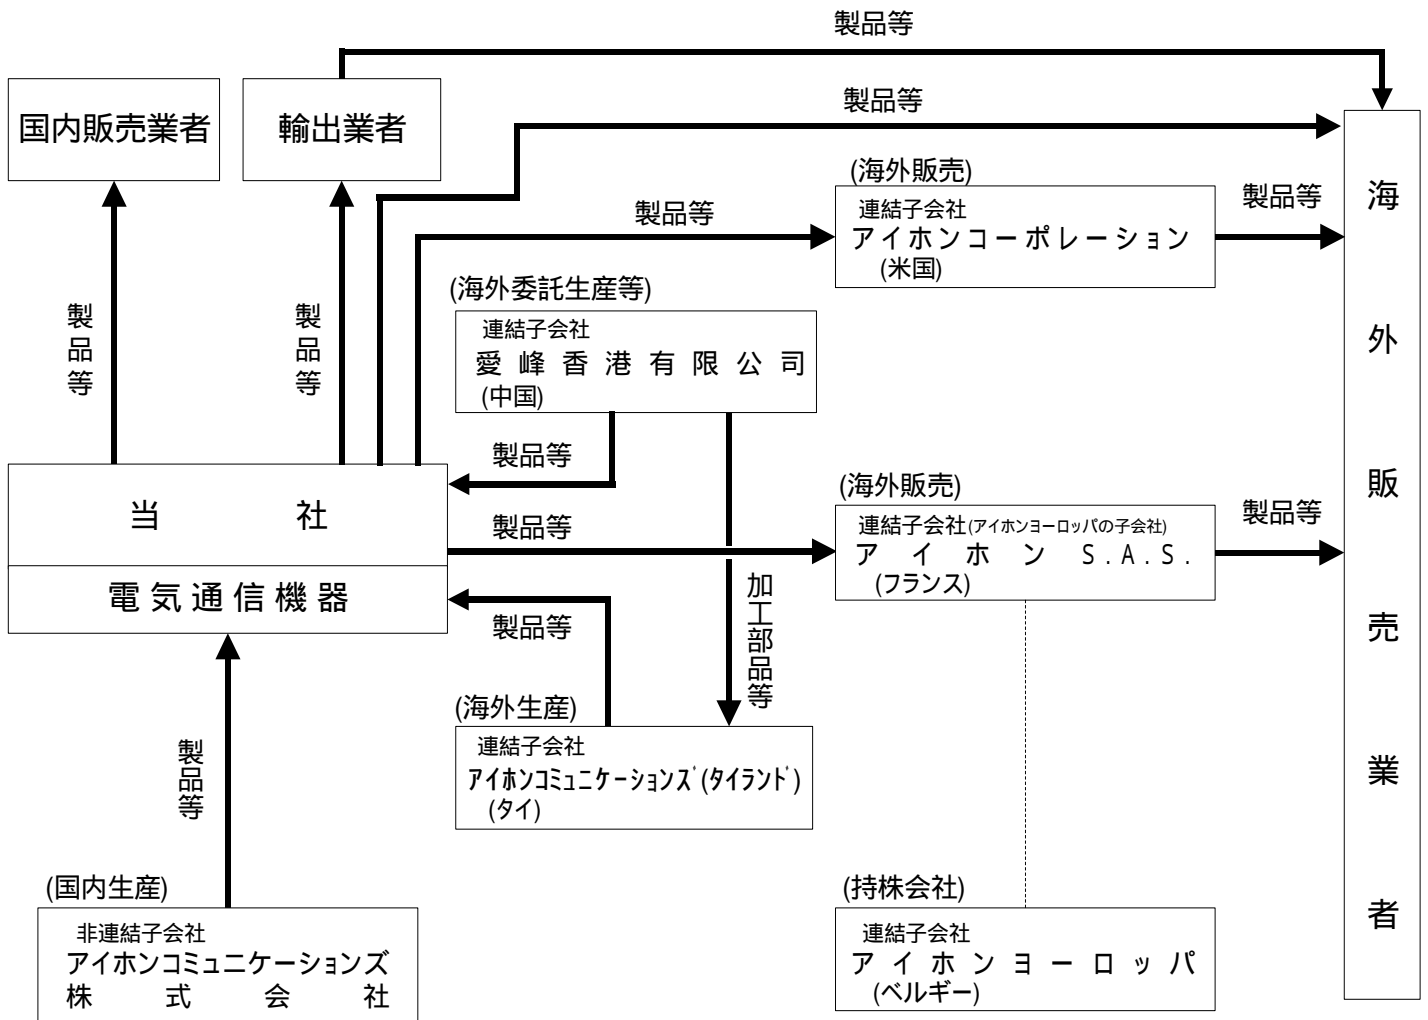 製品等
国内販売業者
輸出業者
製品等
(海外販売)
連結子会社
アイホンコーポレーション
(米国)
製品等
製品等
海外販売業者
製品等
製品等
(海外委託生産等)
連結子会社
愛峰香港有限公司
(中国)
製品等
当社
電気通信機器
製品等
(海外販売)
連結子会社(アイホンヨーロッパの子会社)
アイホン S.A.S.
(フランス)
製品等
製品等
加工部品等
(海外生産)
連結子会社
アイホンコミュニケーションズ(タイランド)
(タイ)
製品等
(国内生産)
非連結子会社
アイホンコミュニケーションズ
株式会社
(持株会社)
連結子会社
アイホンヨーロッパ
(ベルギー)